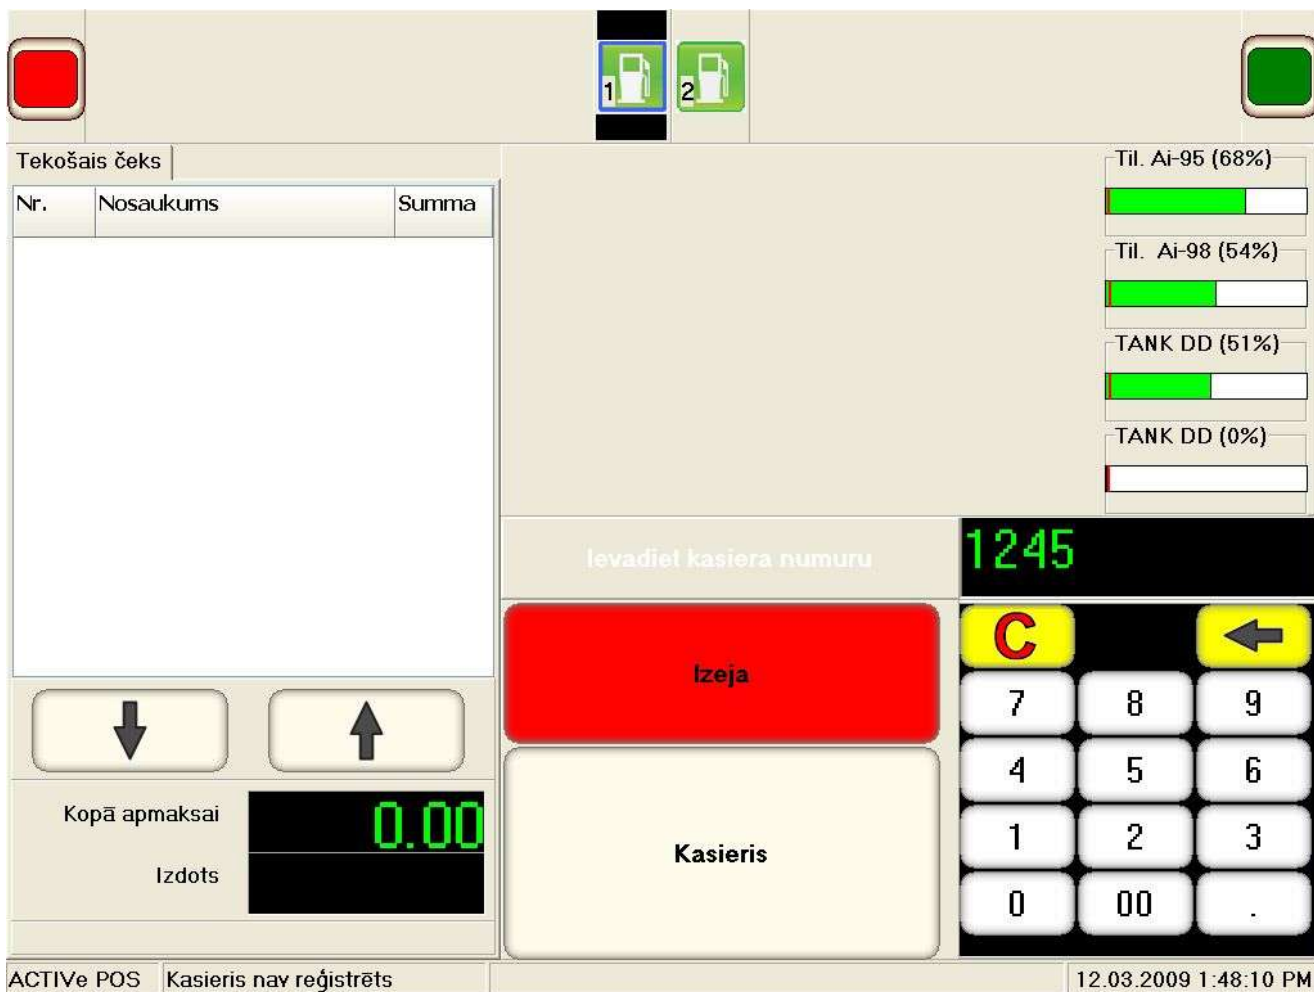 1
2
Tekošais čeks
Nr. Nosaukums Summa
Til. Ai-95 (68%)
Til. Ai-98 (54%)
TANK DD (51%)
TANK DD (0%)
Ievadiet kasiera numuru
1245
Izeja
C
7 8 9
4 5 6
1 2 3
0 00 .
Kasieris
Kopā apmaksai 0.00
Izdots
ACTIVe POS Kasieris nav reģistrēts 12.03.2009 1:48:10 PM